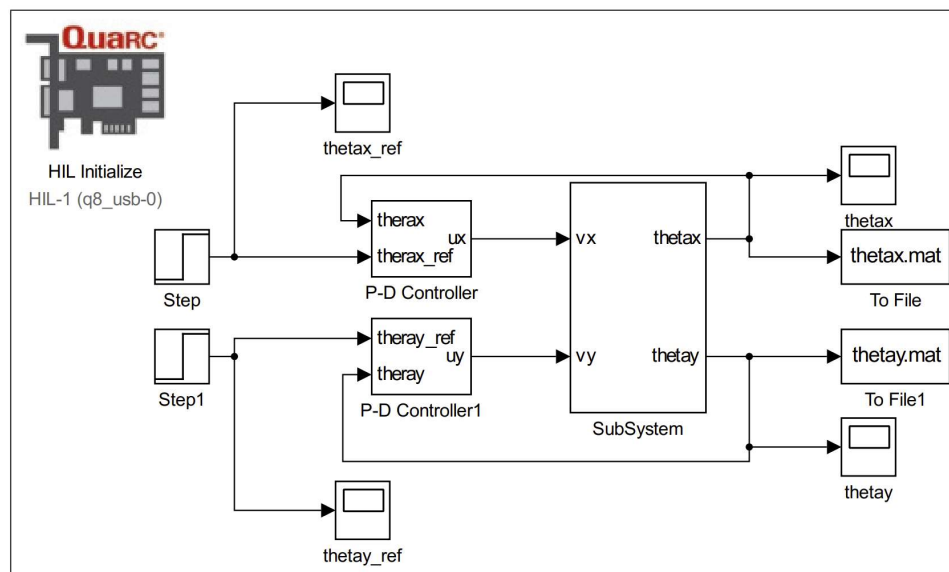 QUARC®
HIL Initialize
HIL-1 (q8_usb-0)
thetax_ref
thetax
therax
ux
therax_ref
P-D Controller
vx
thetax
thetax.mat
To File
Step
theray_ref
uy
theray
P-D Controller1
vy
thetay
SubSystem
thetay.mat
To File1
Step1
thetay
thetay_ref